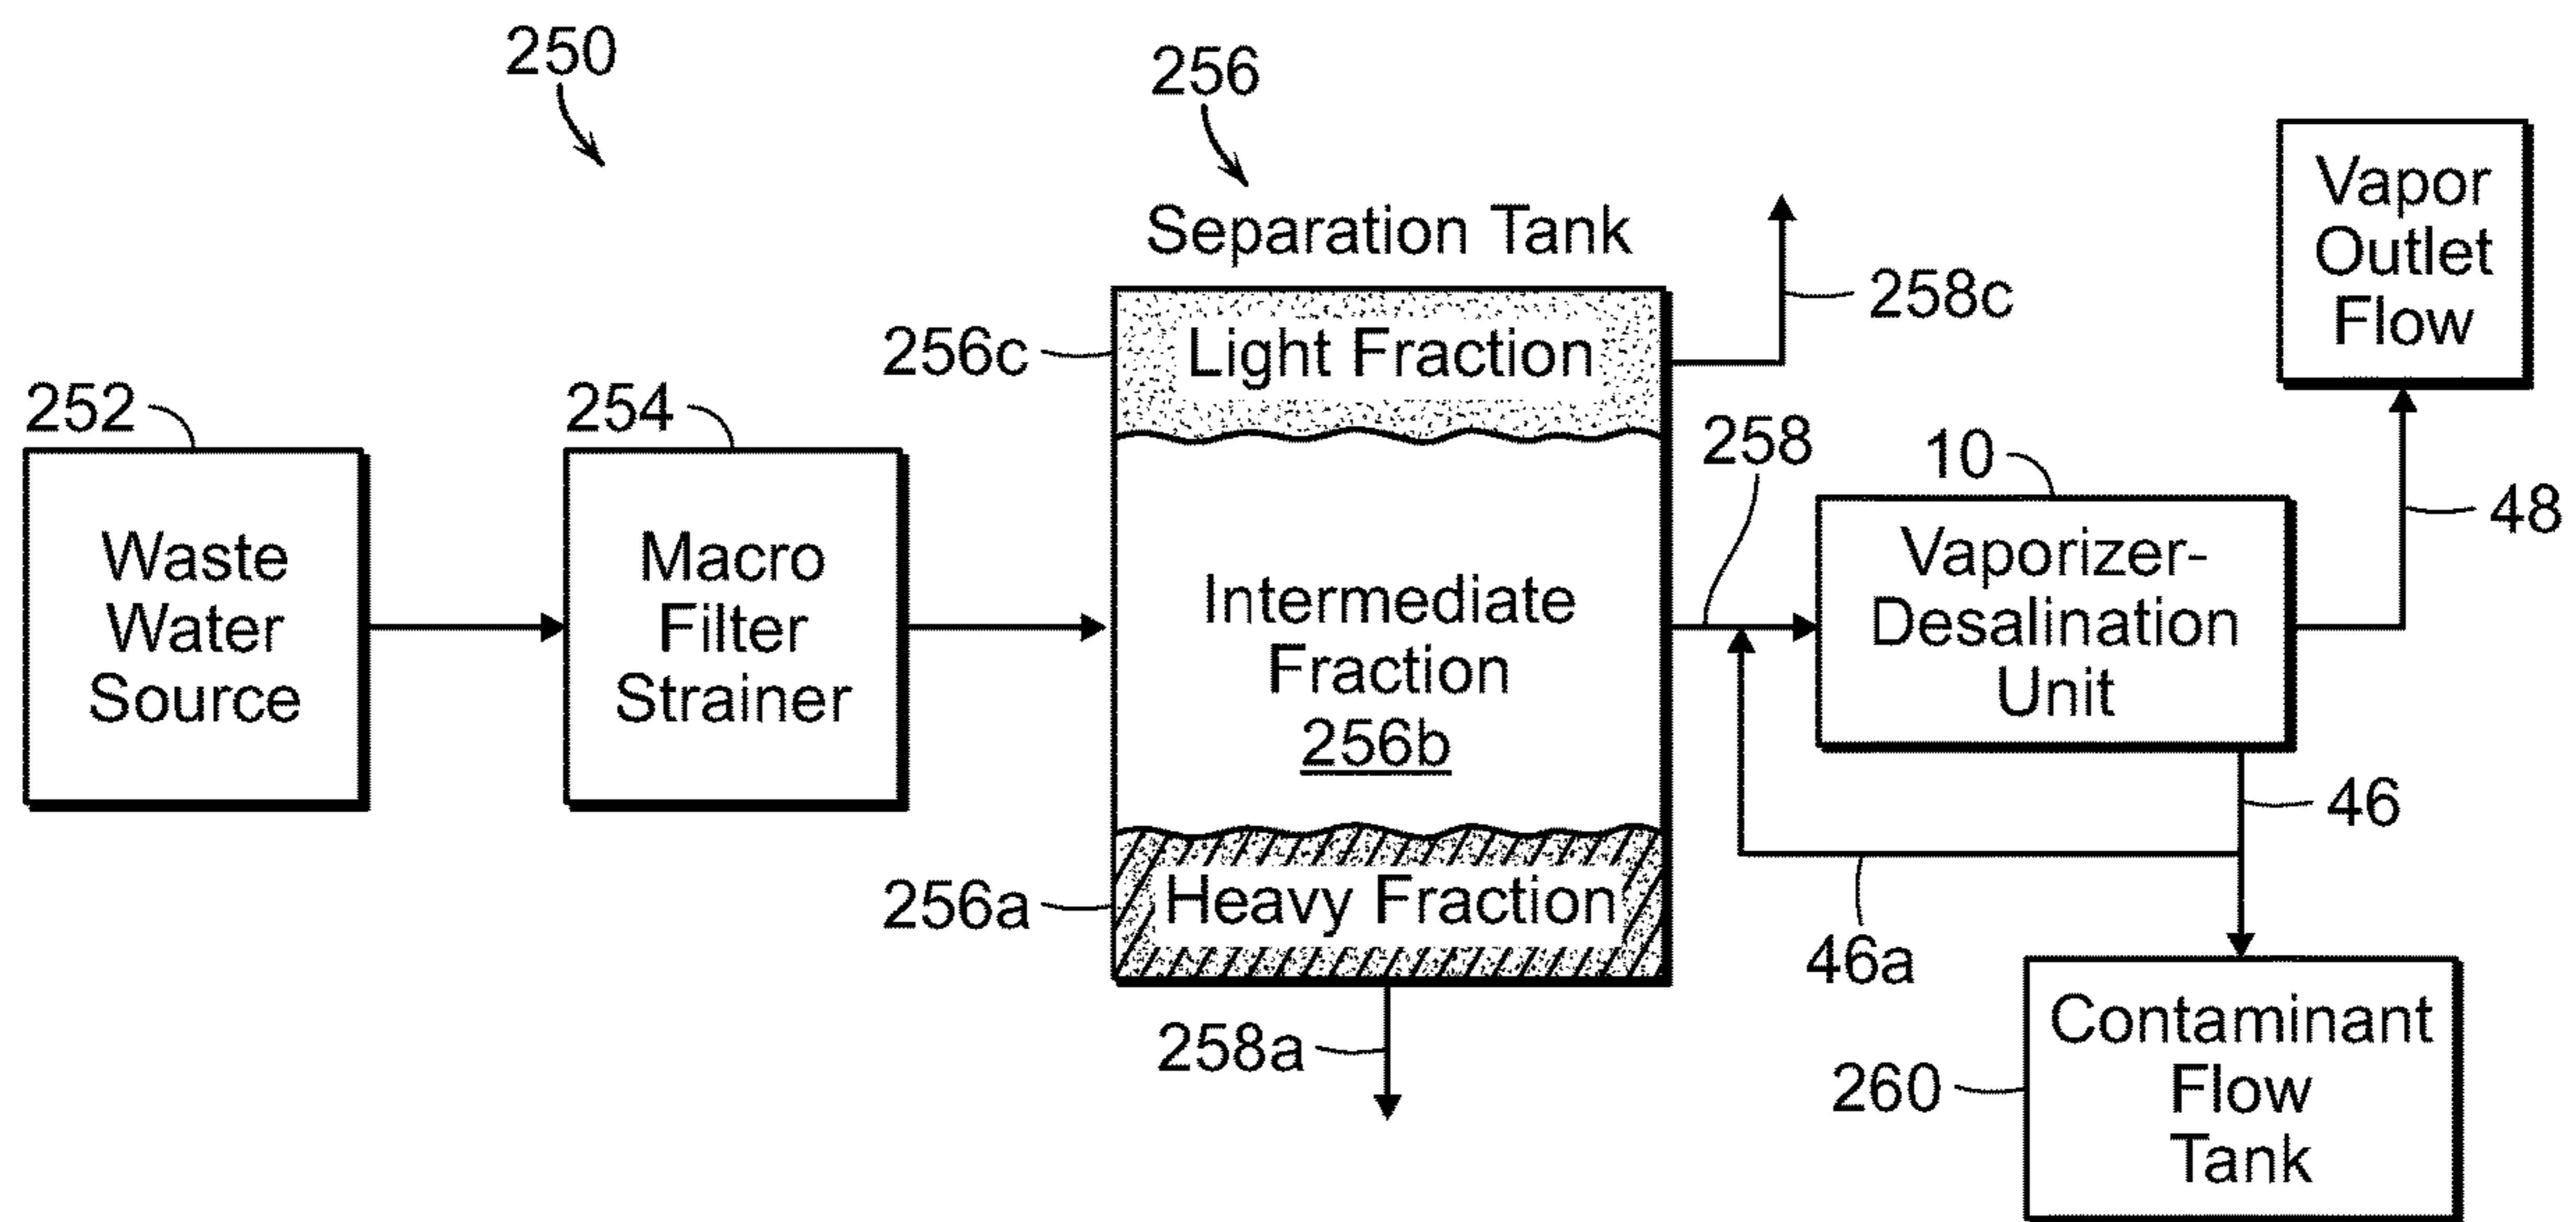 250
256
Separation Tank
252
Waste
Water
Source
254
Macro
Filter
Strainer
256c
Light Fraction
258c
Intermediate
Fraction
256b
256a
Heavy Fraction
258a
258
10
Vaporizer-
Desalination
Unit
Vapor
Outlet
Flow
48
46
46a
260
Contaminant
Flow
Tank